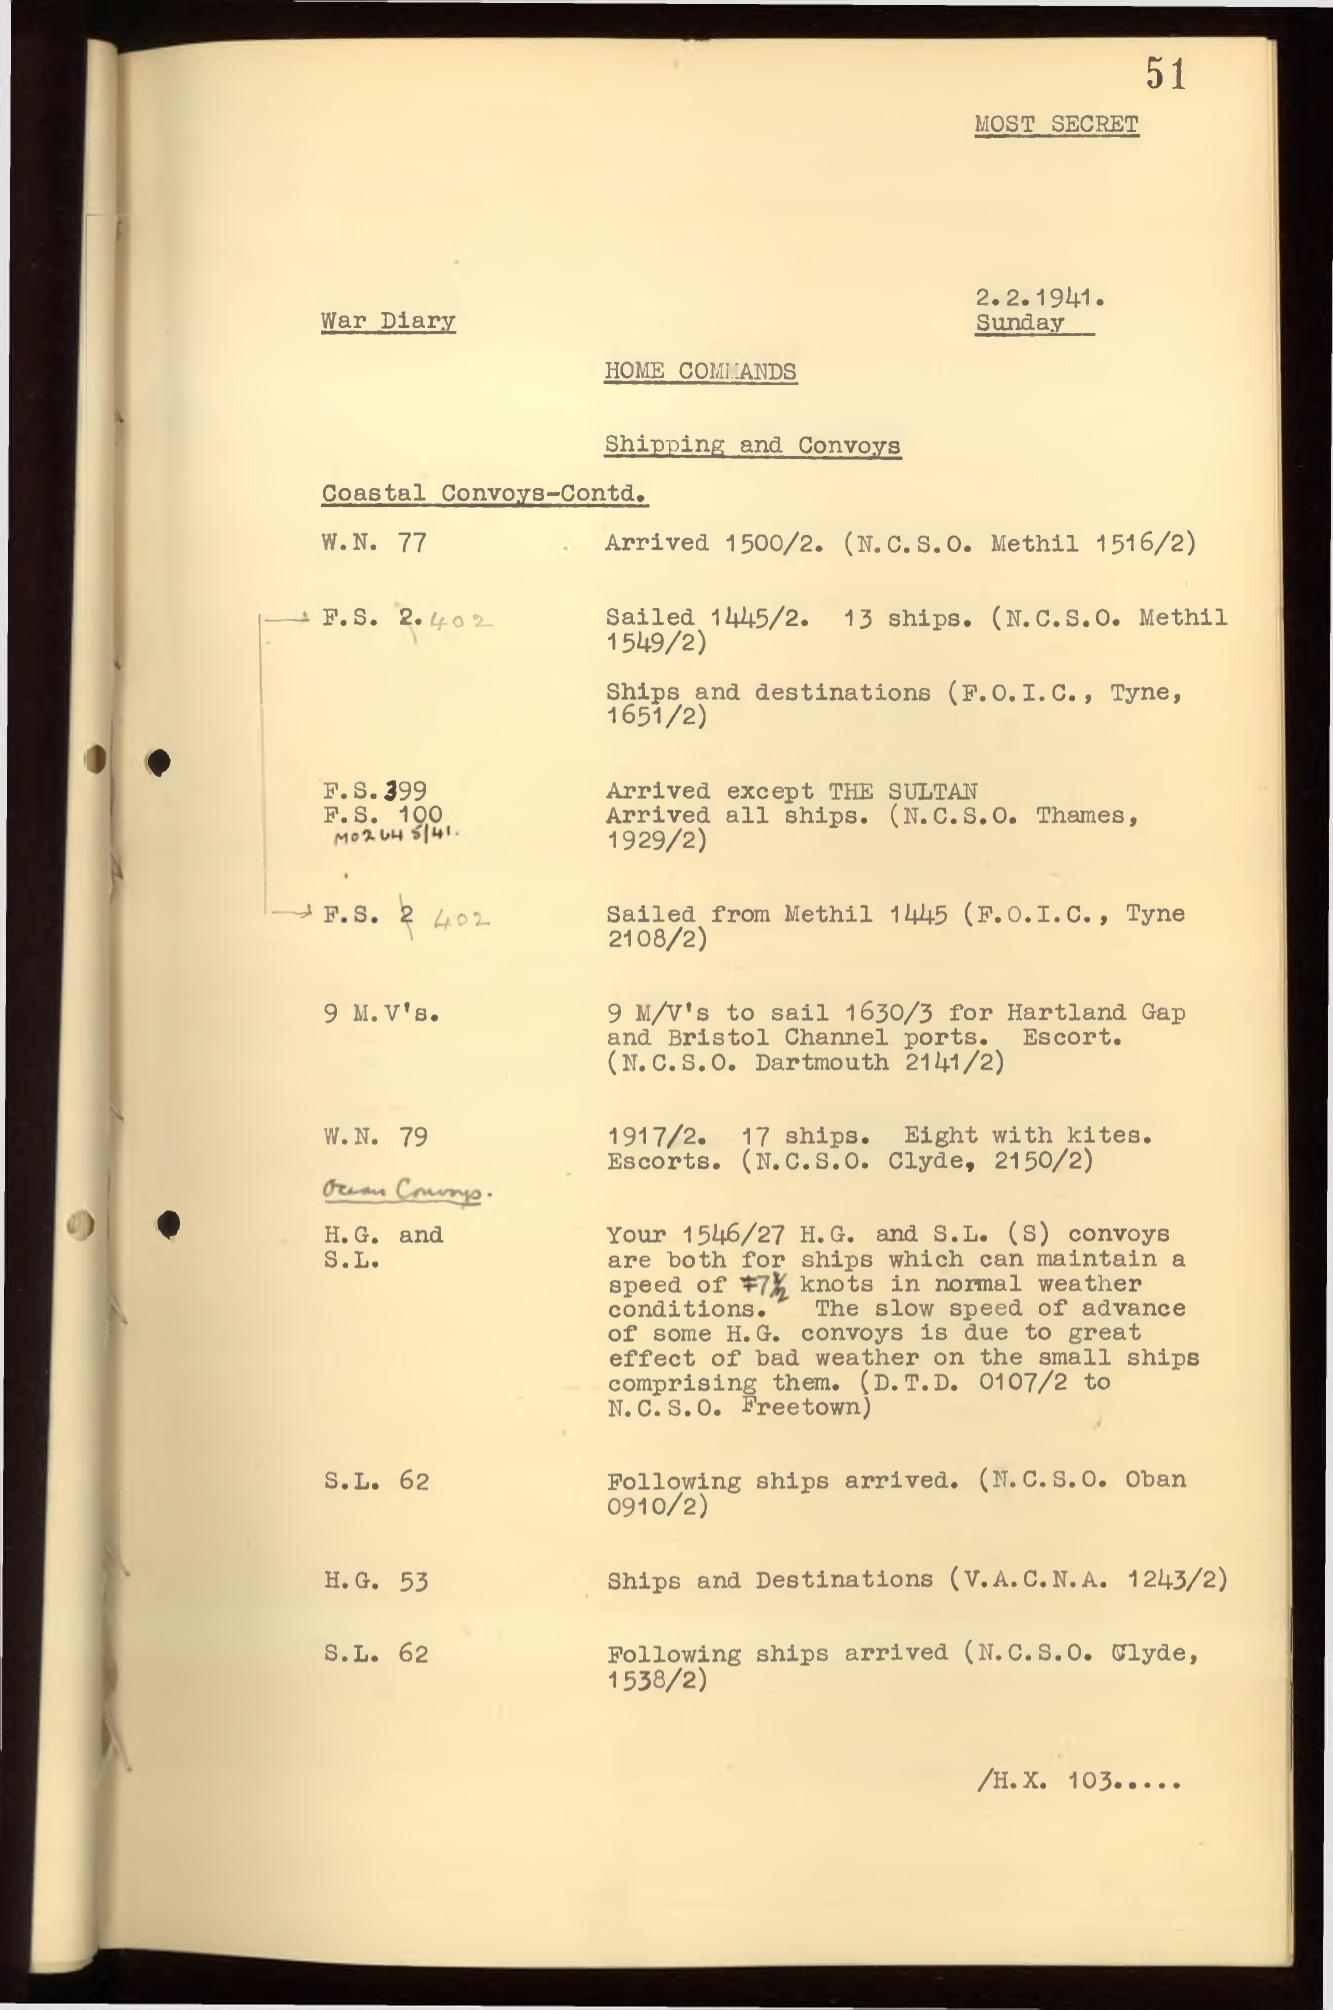 51
MOST SECRET
2.2.1941.
War Diary
Sunday
HOME COMMANDS
Shipping and Convoys
Coastal Convoys-Contd.
W.N. 77 Arrived 1500/2. (N.C.S.O. Methil 1516/2)
F.S. 2. 402 Sailed 1445/2. 13 ships. (N.C.S.O. Methil
1549/2)
Ships and destinations (F.O.I.C., Tyne,
1651/2)
F.S. 399 Arrived except THE SULTAN
F.S. 100 Arrived all ships. (N.C.S.O. Thames,
1929/2)
F.S. 2 402 Sailed from Methil 1445 (F.O.I.C., Tyne
2108/2)
9 M.V's. 9 M/V's to sail 1630/3 for Hartland Gap
and Bristol Channel ports. Escort.
(N.C.S.O. Dartmouth 2141/2)
W.N. 79 1917/2. 17 ships. Eight with kites.
Escorts. (N.C.S.O. Clyde, 2150/2)
Ocean Convoys.
H.G. and Your 1546/27 H.G. and S.L. (S) convoys
S.L. are both for ships which can maintain a
speed of 7½ knots in normal weather
conditions. The slow speed of advance
of some H.G. convoys is due to great
effect of bad weather on the small ships
comprising them. (D.T.D. 0107/2 to
N.C.S.O. Freetown)
S.L. 62 Following ships arrived. (N.C.S.O. Oban
0910/2)
H.G. 53 Ships and Destinations (V.A.C.N.A. 1243/2)
S.L. 62 Following ships arrived (N.C.S.O. Clyde,
1538/2)
/H.X. 103.....